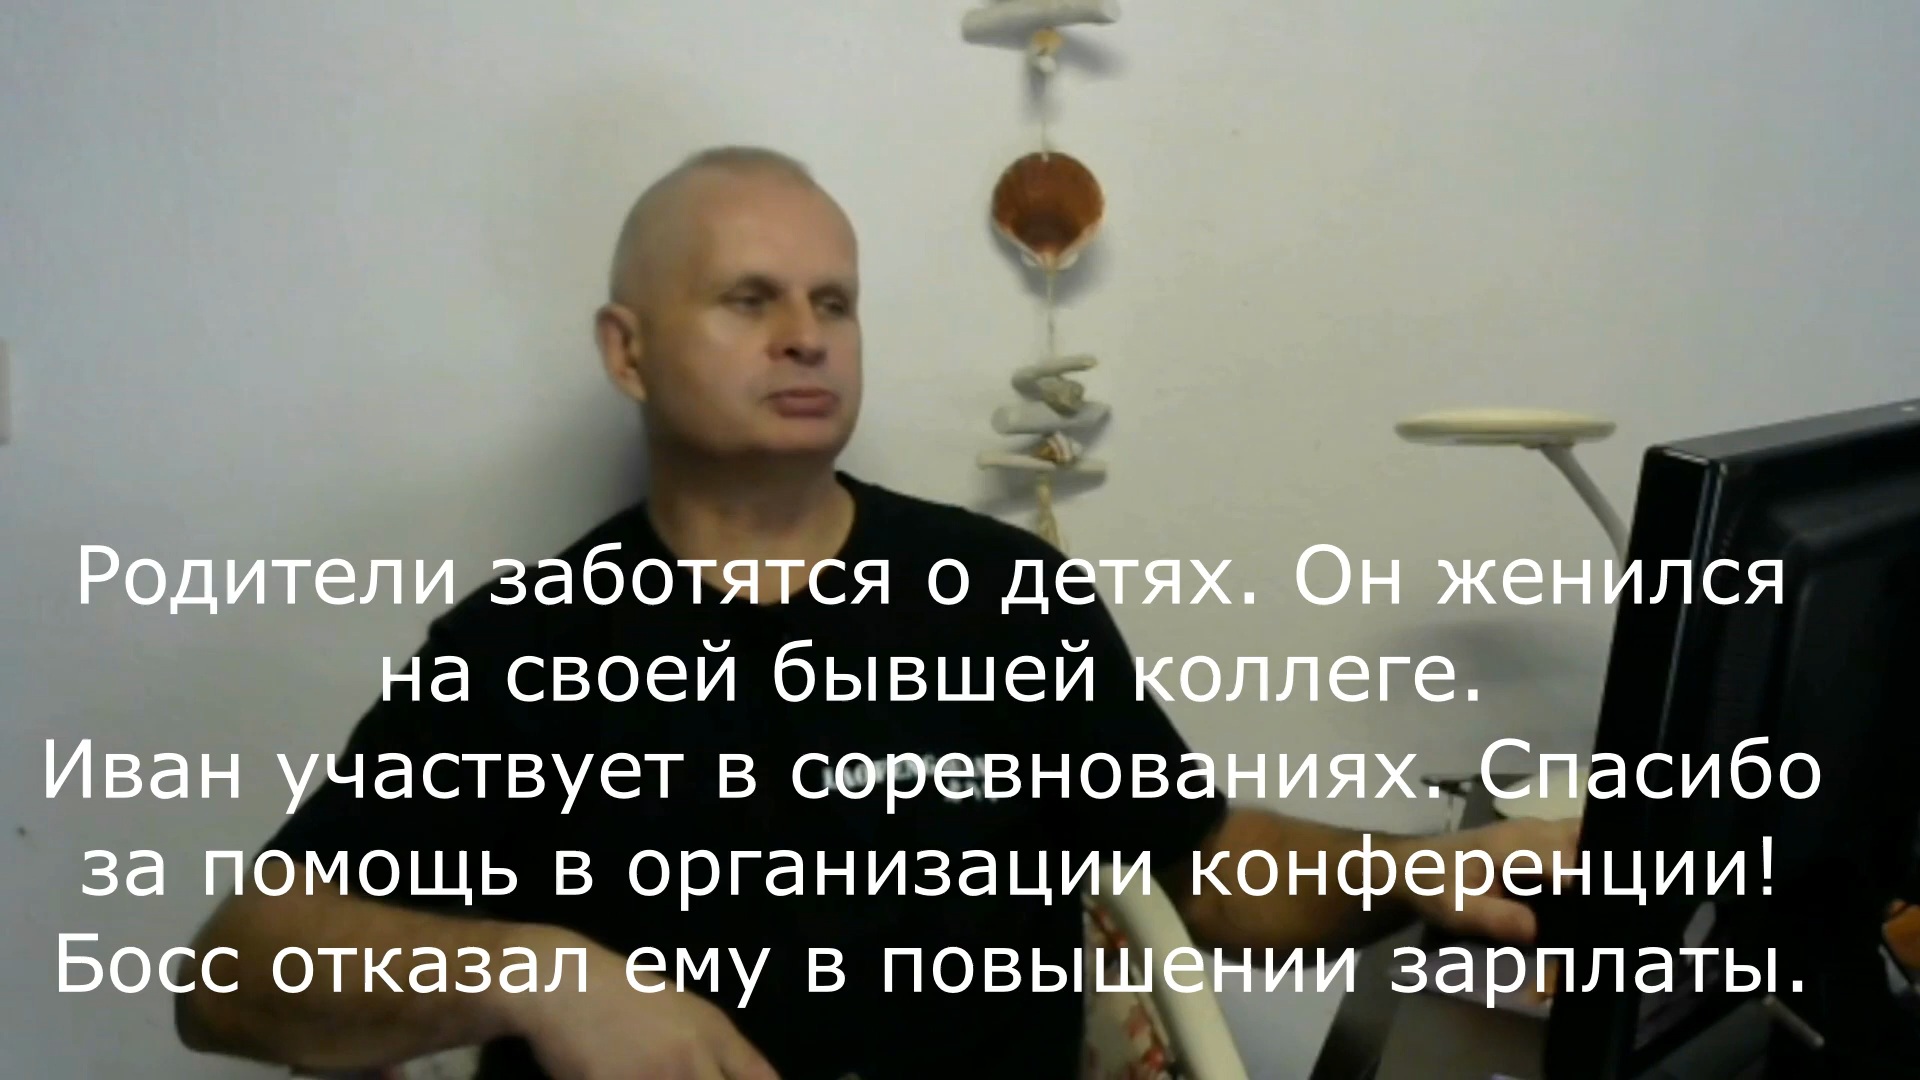 Родители заботятся о детях. Он женился
на своей бывшей коллеге.
Иван участвует в соревнованиях. Спасибо
за помощь в организации конференции!
Босс отказал ему в повышении зарплаты.